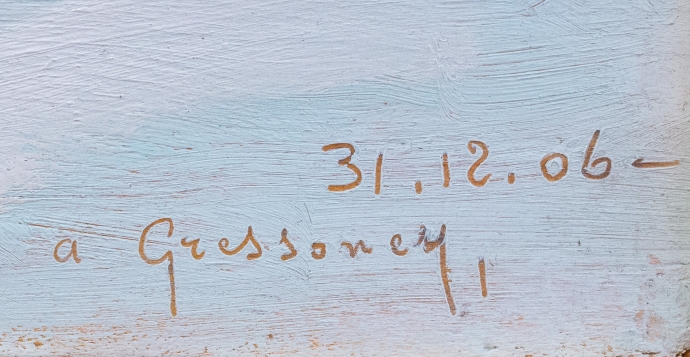 31.12.06-
a Gressoney,